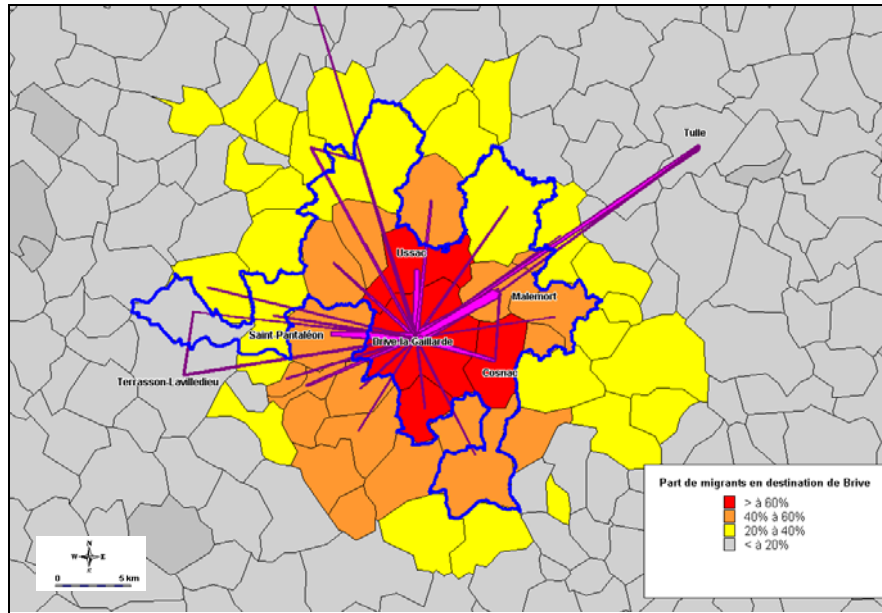 Tulle
Ussac
Malemort
Saint-Pantaléon
Brive-la-Gaillarde
Cosnac
Terrasson-Lavilledieu
Part de migrants en destination de Brive
> à 60%
40% à 60%
20% à 40%
< à 20%
N
W E
S
0 5 km